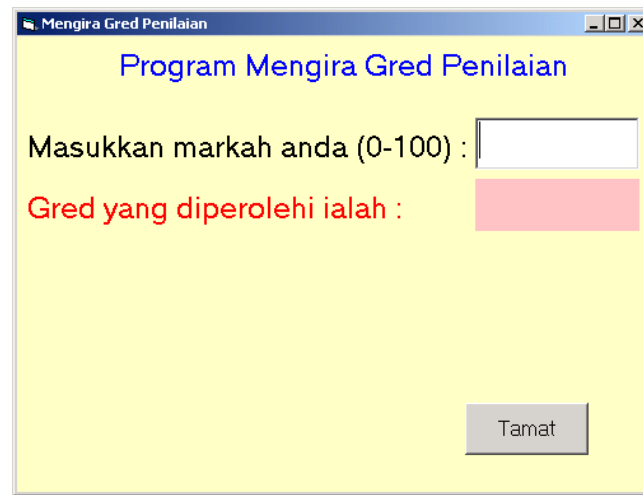 Mengira Gred Penilaian
Program Mengira Gred Penilaian
Masukkan markah anda (0-100) :
Gred yang diperolehi ialah :
Tamat